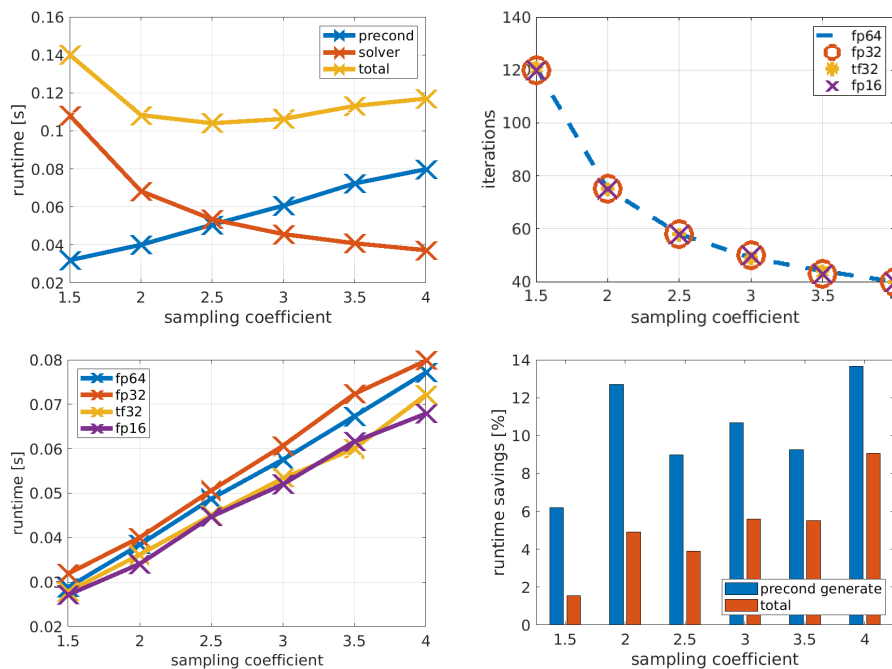 0.16
0.14
0.12
0.1
0.08
0.06
0.04
0.02
runtime [s]
precond
solver
total
1.5 2 2.5 3 3.5 4
sampling coefficient
140
120
100
80
60
40
itierations
fp64
fp32
tf32
fp16
1.5 2 2.5 3 3.5
sampling coefficient
0.08
0.07
0.06
0.05
0.04
0.03
0.02
runtime [s]
fp64
fp32
tf32
fp16
1.5 2 2.5 3 3.5 4
sampling coefficient
14
12
10
8
6
4
2
0
runtime savings [%]
precond generate
total
1.5 2 2.5 3 3.5 4
sampling coefficient